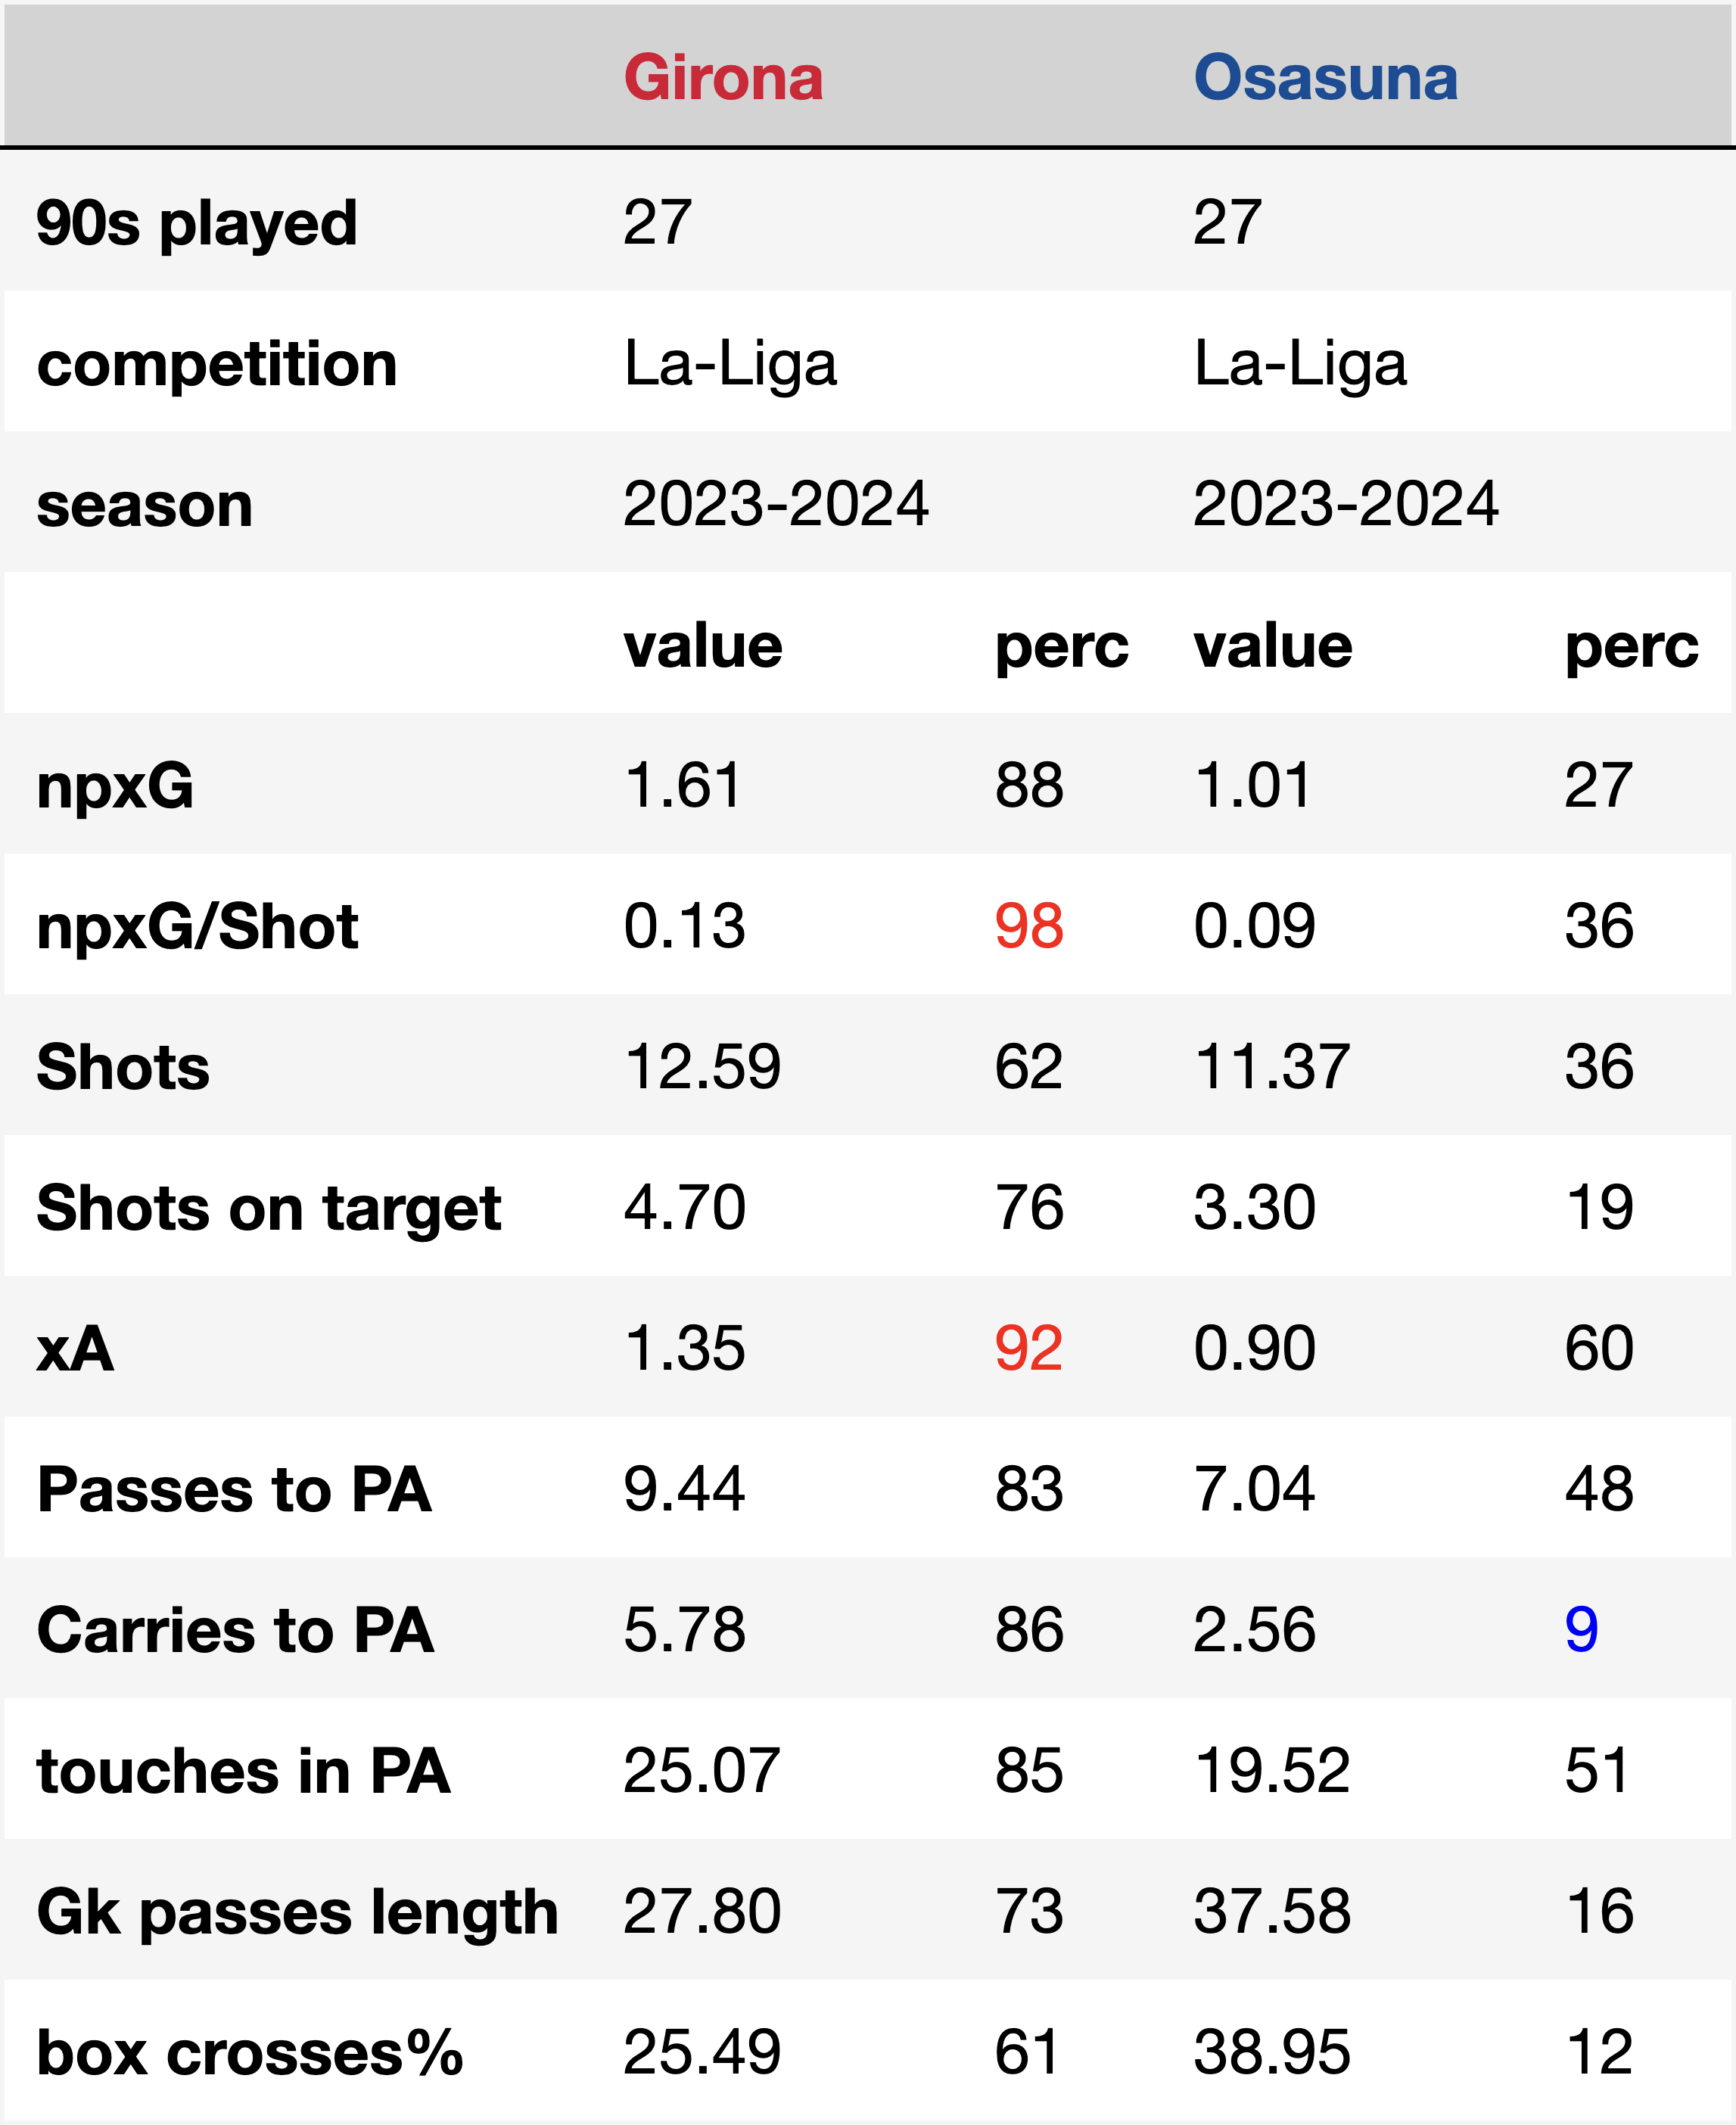 Girona Osasuna
90s played 27 27
competition La-Liga La-Liga
season 2023-2024 2023-2024
value perc value perc
npxG 1.61 88 1.01 27
npxG/Shot 0.13 98 0.09 36
Shots 12.59 62 11.37 36
Shots on target 4.70 76 3.30 19
xA 1.35 92 0.90 60
Passes to PA 9.44 83 7.04 48
Carries to PA 5.78 86 2.56 9
touches in PA 25.07 85 19.52 51
Gk passes length 27.80 73 37.58 16
box crosses% 25.49 61 38.95 12